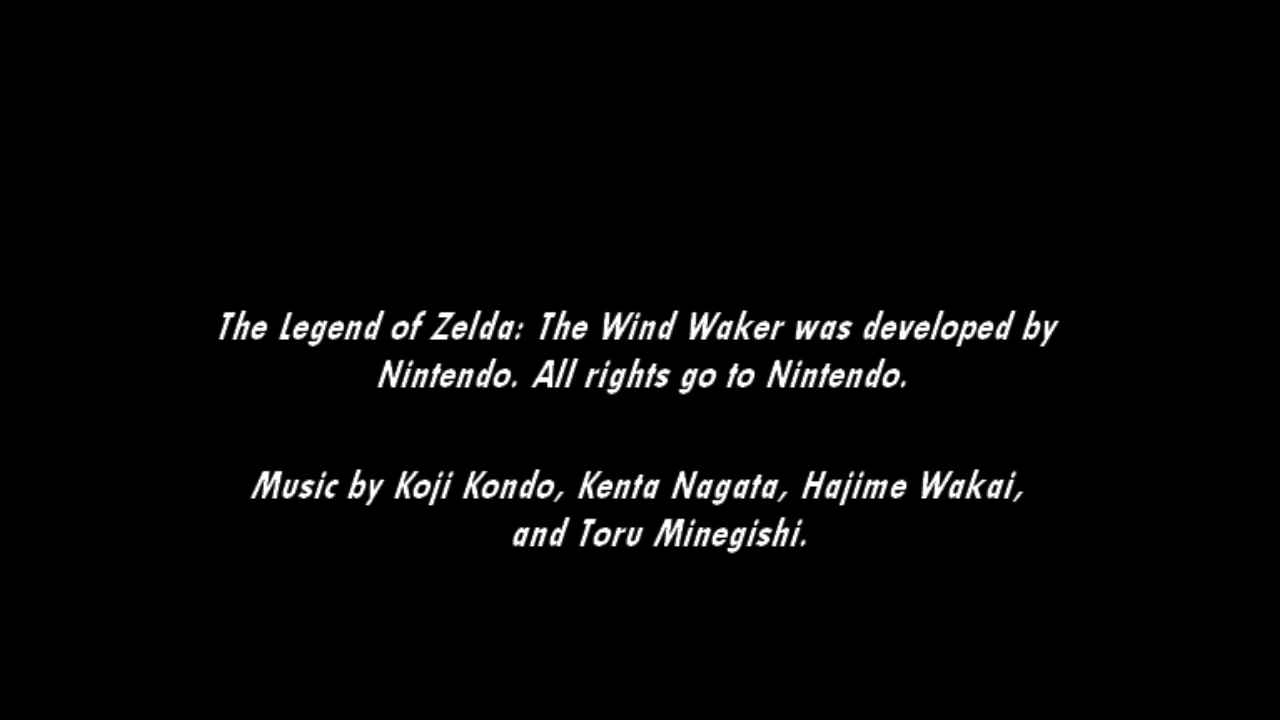 The Legend of Zelda: The Wind Waker was developed by
Nintendo. All rights go to Nintendo.
Music by Koji Kondo, Kenta Nagata, Hajime Wakai,
and Toru Minegishi.